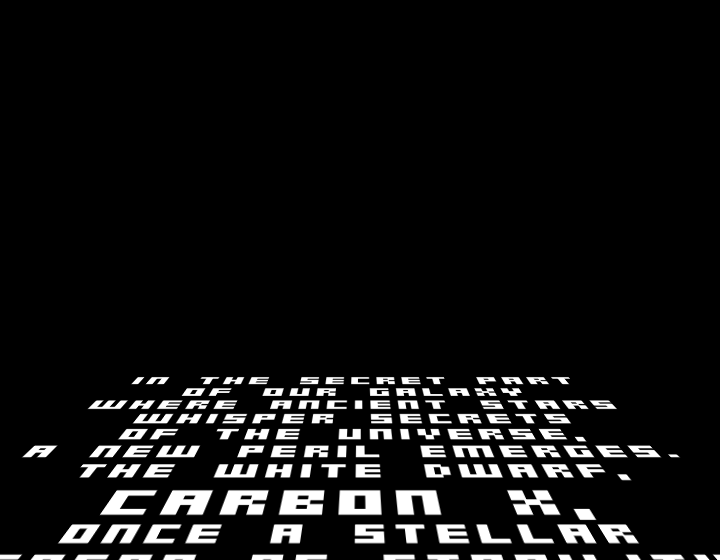 IN THE SECRET PART
OF OUR GALAXY
WHERE ANCIENT STARS
WHISPER SECRETS
OF THE UNIVERSE.
A NEW PERIL EMERGES.
THE WHITE DWARF,
CARBON X.
ONCE A STELLAR